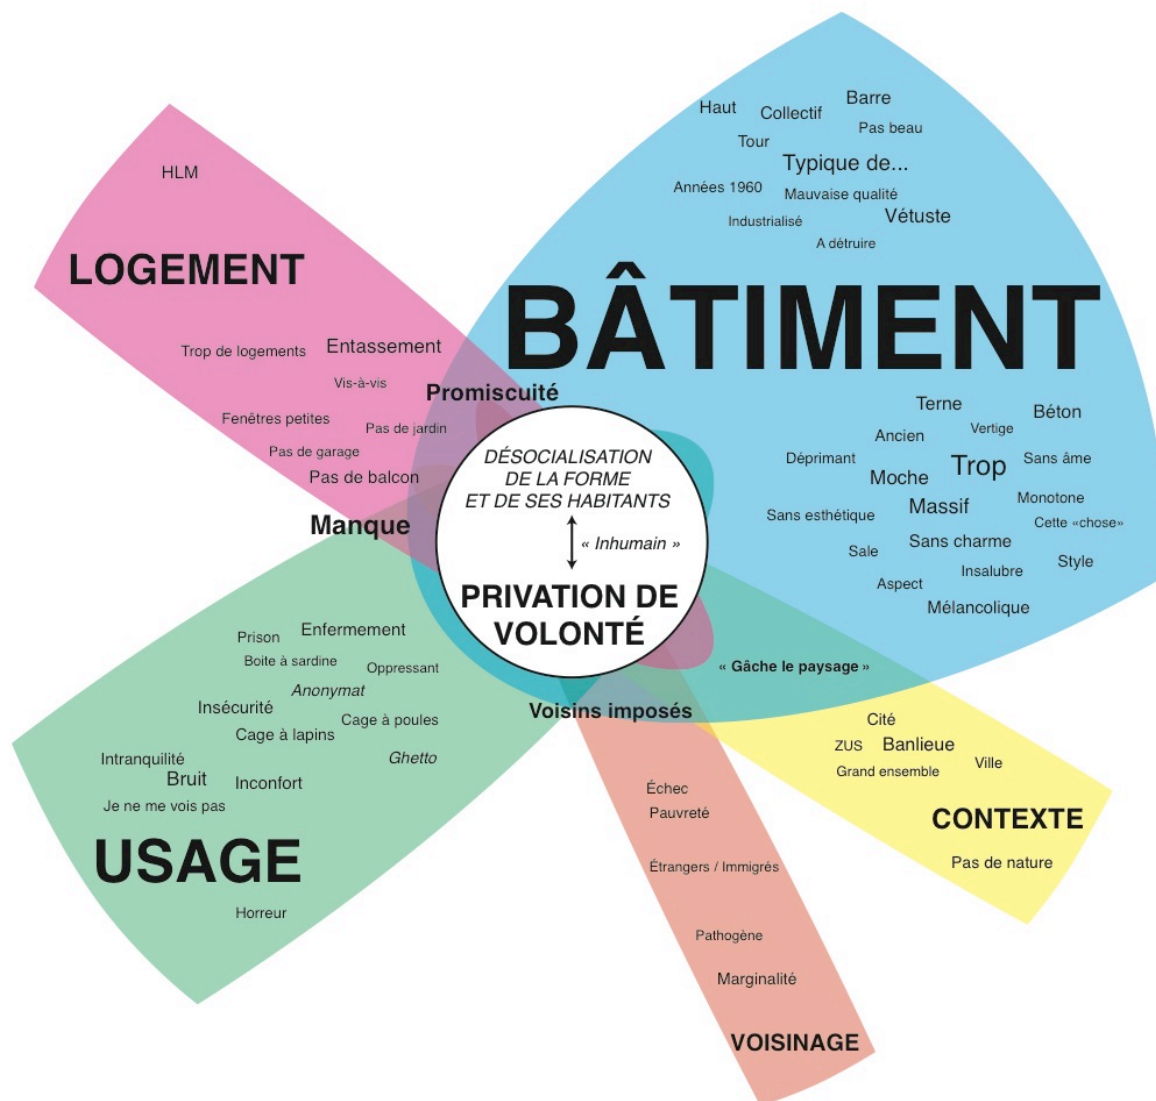 Haut
Collectif
Barre
Tour
Pas beau
Typique de...
Années 1960
Mauvaise qualité
Industrialisé
Vétuste
A détruire
BÂTIMENT
Terne
Béton
Ancien
Vertige
Déprimant
Moche
Trop
Sans âme
Massif
Monotone
Sans esthétique
Cette «chose»
Sale
Sans charme
Insalubre
Style
Aspect
Mélancolique
HLM
LOGEMENT
Trop de logements
Entassement
Vis-à-vis
Promiscuité
Fenêtres petites
Pas de jardin
Pas de garage
Pas de balcon
Manque
DÉSOCIALISATION
DE LA FORME
ET DE SES HABITANTS
« Inhumain »
PRIVATION DE
VOLONTÉ
« Gâche le paysage »
Voisins imposés
Prison
Enfermement
Boite à sardine
Oppressant
Anonymat
Insécurité
Cage à poules
Cage à lapins
Ghetto
Intranquilité
Bruit
Inconfort
Je ne me vois pas
USAGE
Horreur
Cité
ZUS
Banlieue
Ville
Grand ensemble
CONTEXTE
Pas de nature
Échec
Pauvreté
Étrangers / Immigrés
Pathogène
Marginalité
VOISINAGE